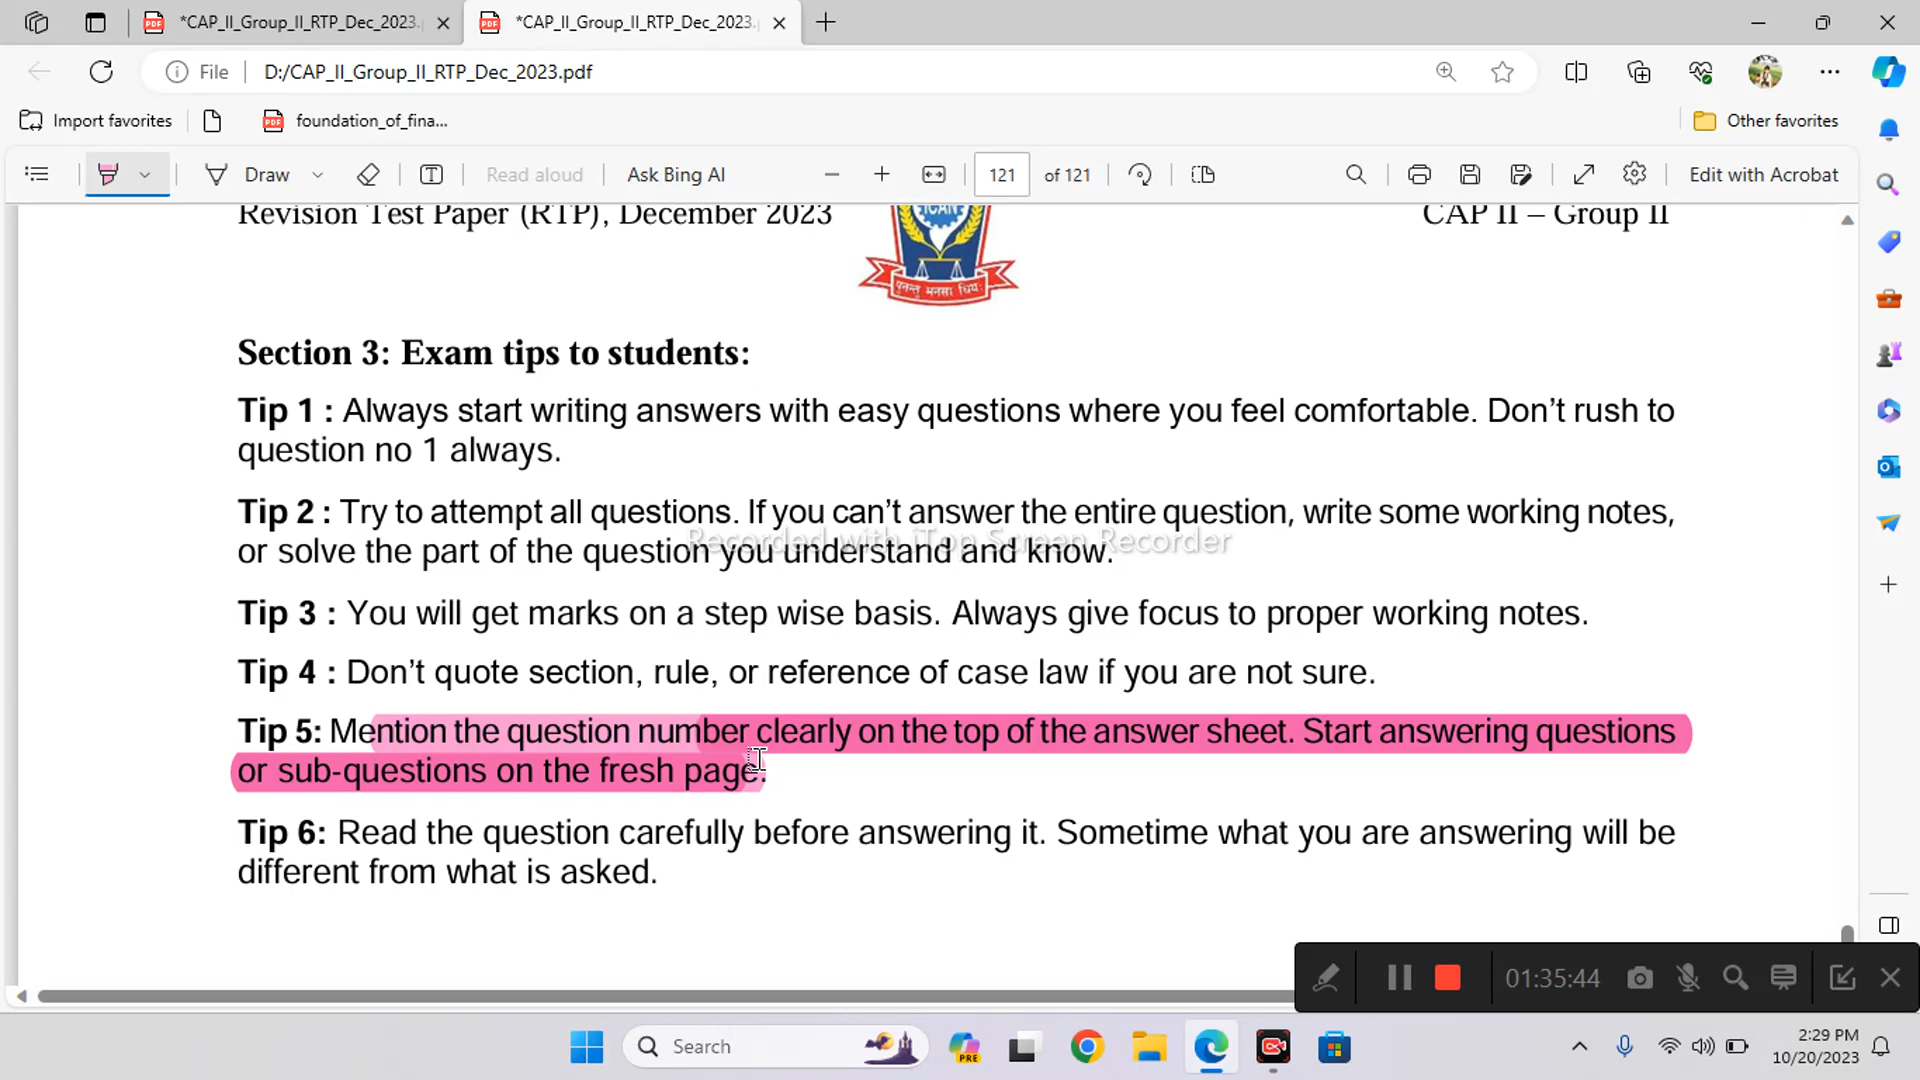 *CAP_II_Group_II_RTP_Dec_2023.
*CAP_II_Group_II_RTP_Dec_2023.
File
D:/CAP_II_Group_II_RTP_Dec_2023.pdf
Import favorites
foundation_of_fina...
Other favorites
Draw
Read aloud
Ask Bing AI
121
of 121
Edit with Acrobat
Revision Test Paper (RTP), December 2023
CAP II – Group II
ICAN
पुनन्तु मनसा धियः
Section 3: Exam tips to students:
Tip 1 : Always start writing answers with easy questions where you feel comfortable. Don’t rush to
question no 1 always.
Tip 2 : Try to attempt all questions. If you can’t answer the entire question, write some working notes,
Recorded with iTop Screen Recorder
or solve the part of the question you understand and know.
Tip 3 : You will get marks on a step wise basis. Always give focus to proper working notes.
Tip 4 : Don’t quote section, rule, or reference of case law if you are not sure.
Tip 5: Mention the question number clearly on the top of the answer sheet. Start answering questions
or sub-questions on the fresh page.
Tip 6: Read the question carefully before answering it. Sometime what you are answering will be
different from what is asked.
01:35:44
Search
PRE
2:29 PM
10/20/2023